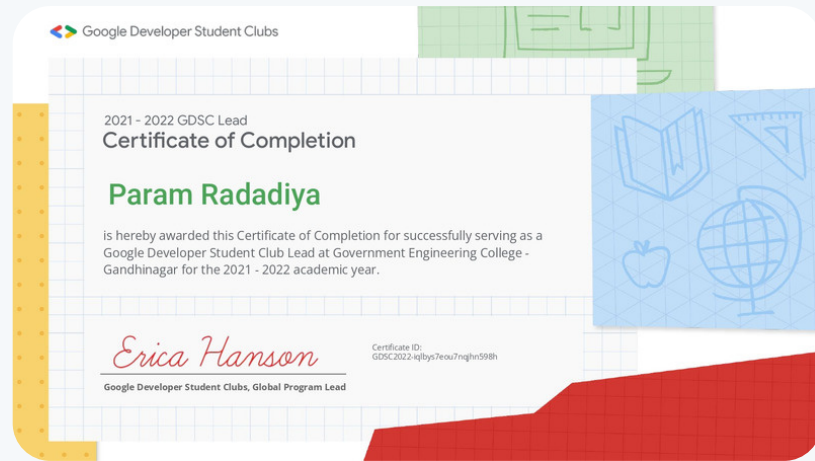 Google Developer Student Clubs
2021 - 2022 GDSC Lead
Certificate of Completion
Param Radadiya
is hereby awarded this Certificate of Completion for successfully serving as a
Google Developer Student Club Lead at Government Engineering College -
Gandhinagar for the 2021 - 2022 academic year.
Erica Hanson
Certificate ID:
GDSC2022-iqlbys7eou7nqjhn598h
Google Developer Student Clubs, Global Program Lead